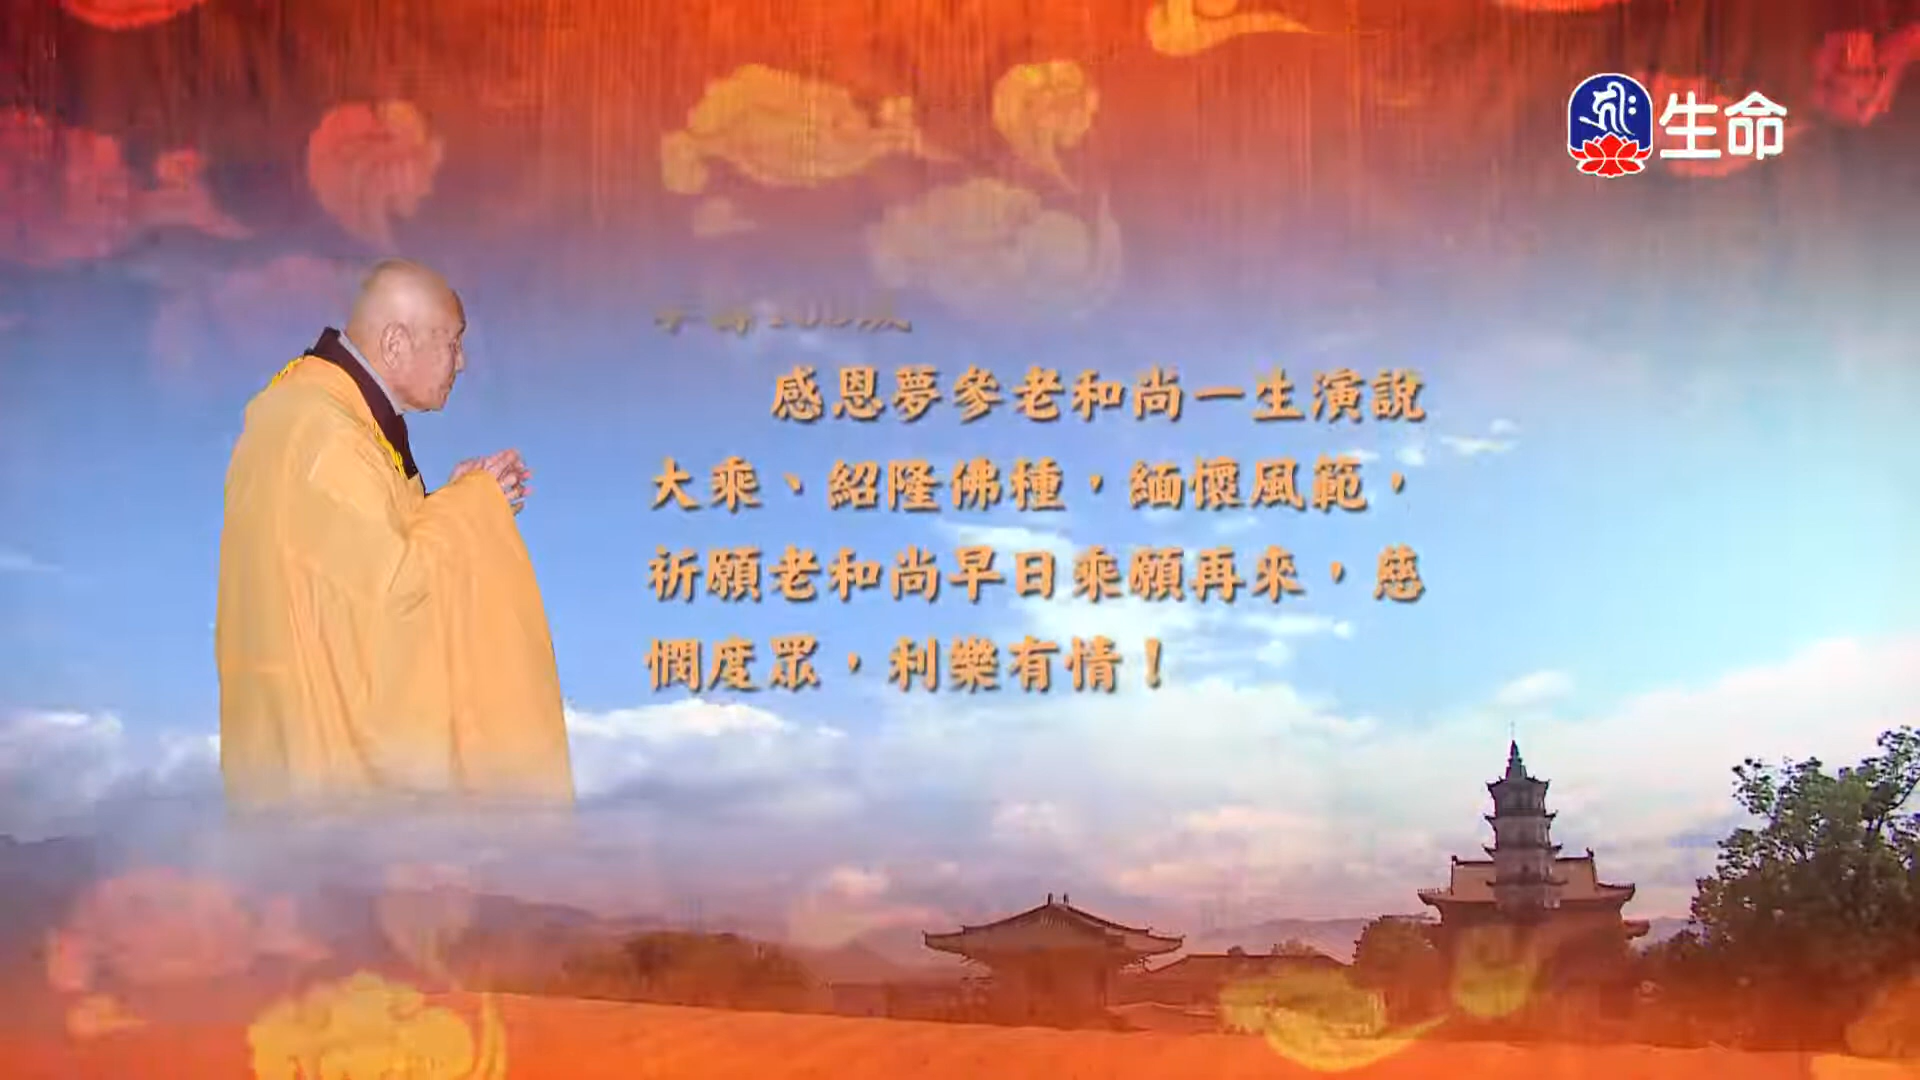 生命
感恩夢參老和尚一生演說
大乘、紹隆佛種,緬懷風範,
祈願老和尚早日乘願再來,慈
憫度眾,利樂有情!